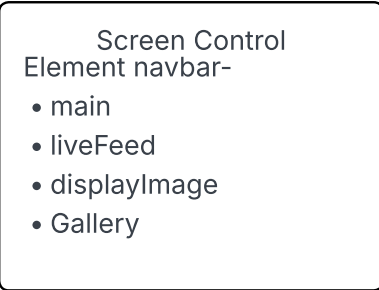 Screen Control
Element navbar-
• main
• liveFeed
• displayImage
• Gallery